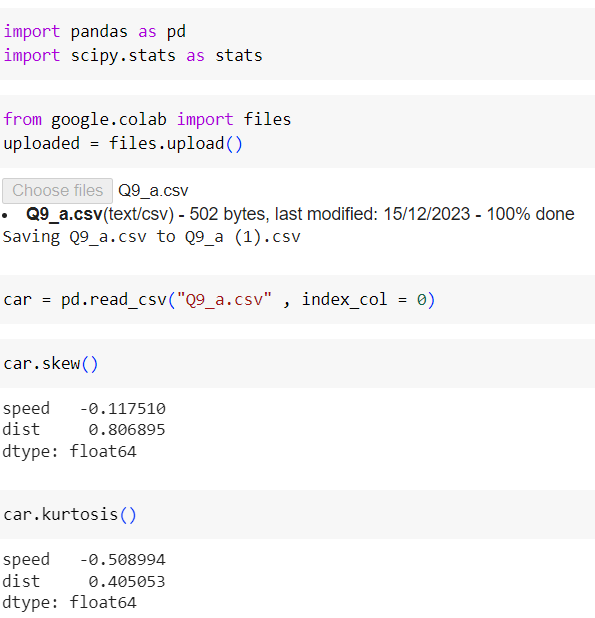 import pandas as pd
import scipy.stats as stats
from google.colab import files
uploaded = files.upload()
Choose files Q9_a.csv
• Q9_a.csv(text/csv) - 502 bytes, last modified: 15/12/2023 - 100% done
Saving Q9_a.csv to Q9_a (1).csv
car = pd.read_csv("Q9_a.csv" , index_col = 0)
car.skew()
speed   -0.117510
dist     0.806895
dtype: float64
car.kurtosis()
speed   -0.508994
dist     0.405053
dtype: float64